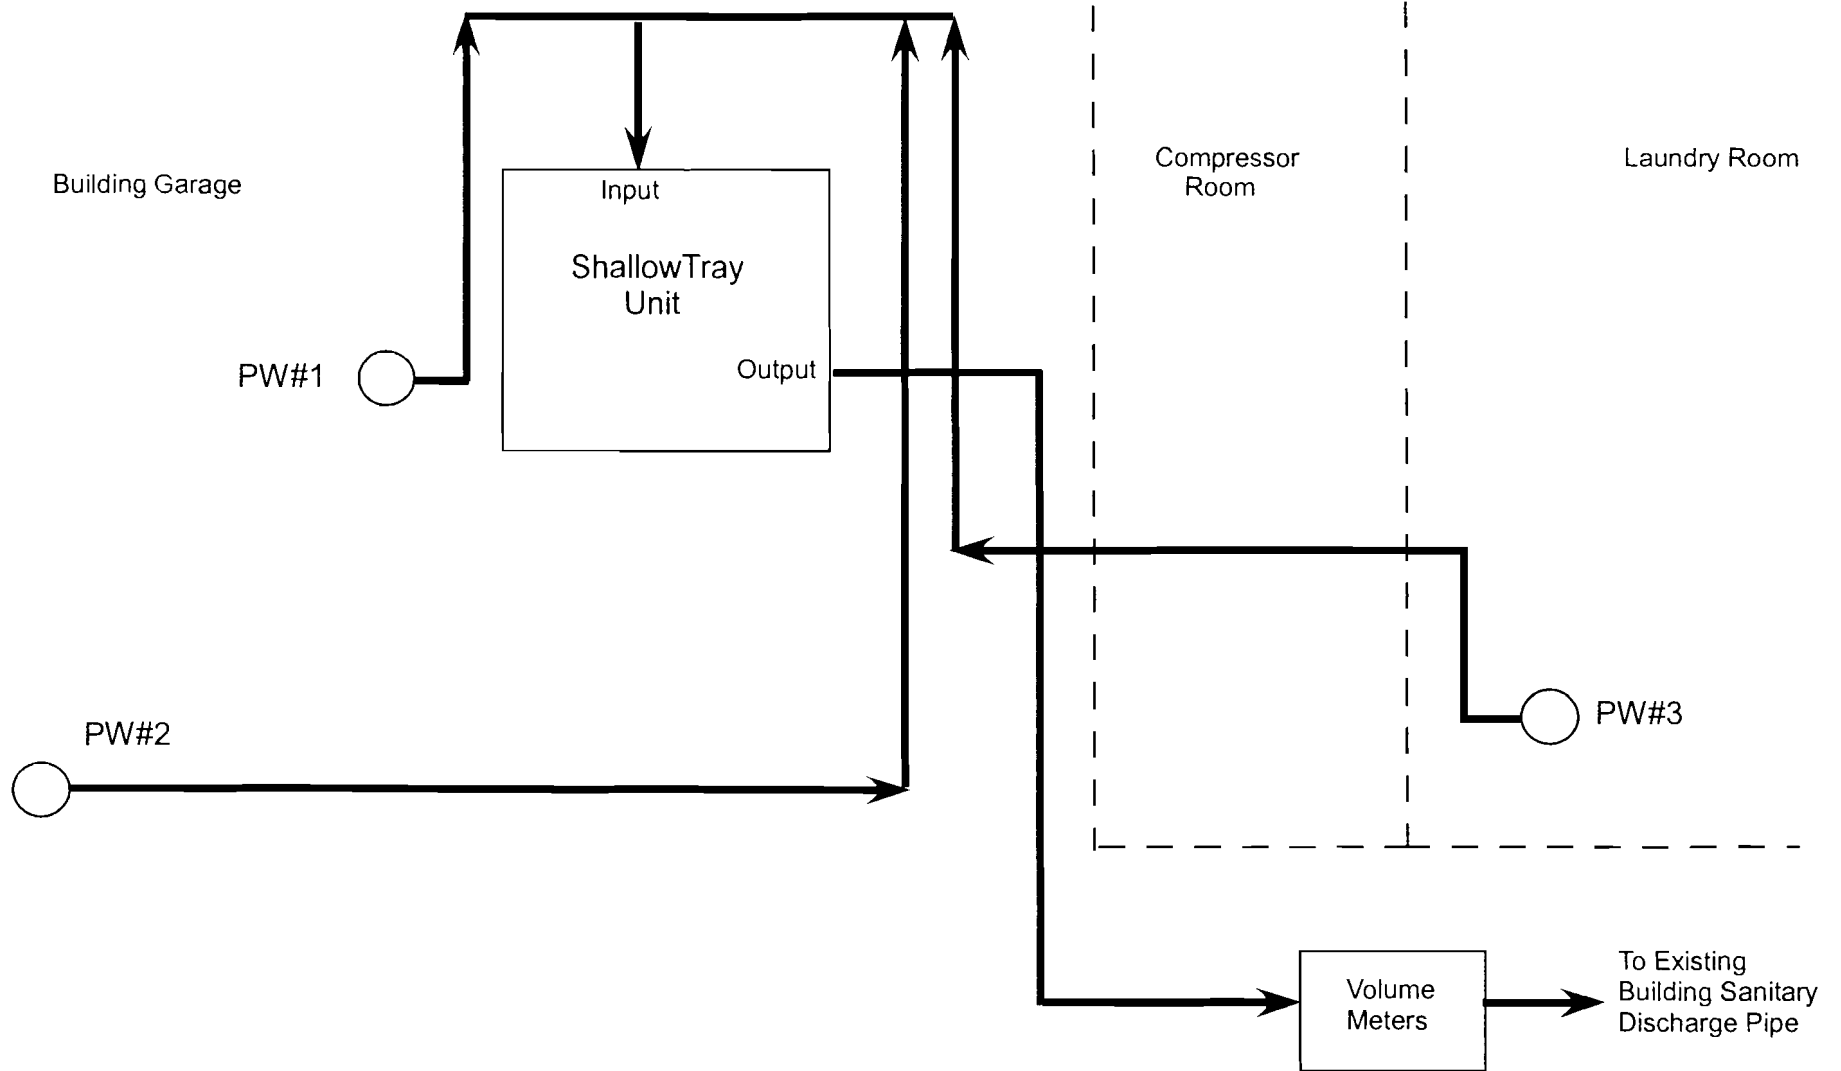 Building Garage
Input
ShallowTray
Unit
Output
Compressor
Room
Laundry Room
PW#1
PW#2
PW#3
Volume
Meters
To Existing
Building Sanitary
Discharge Pipe